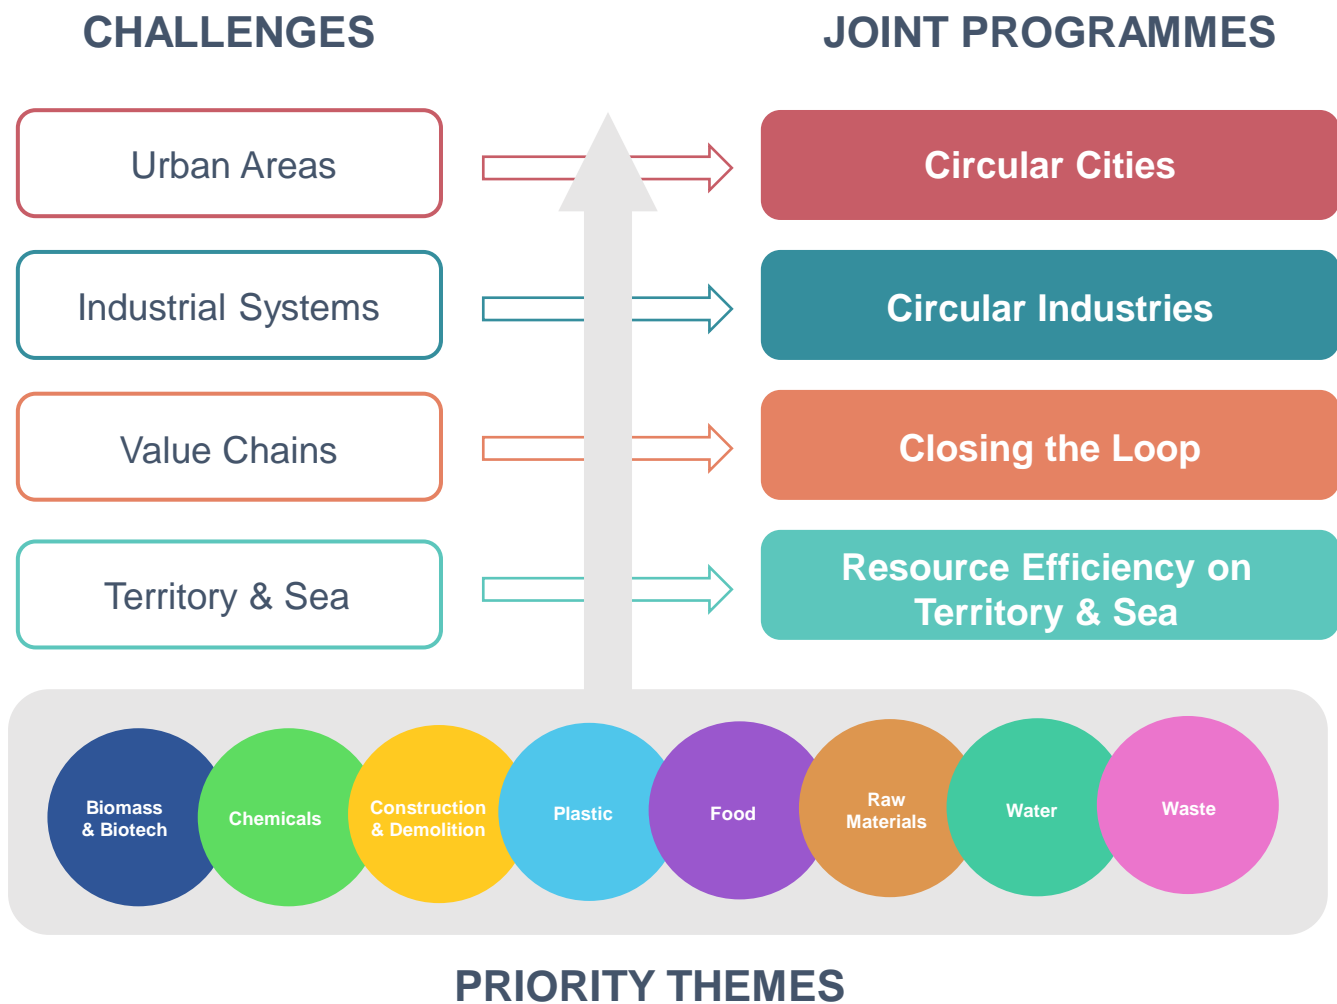 CHALLENGES
JOINT PROGRAMMES
Urban Areas
Circular Cities
Industrial Systems
Circular Industries
Value Chains
Closing the Loop
Territory & Sea
Resource Efficiency on
Territory & Sea
Biomass
& Biotech
Chemicals
Construction
& Demolition
Plastic
Food
Raw
Materials
Water
Waste
PRIORITY THEMES